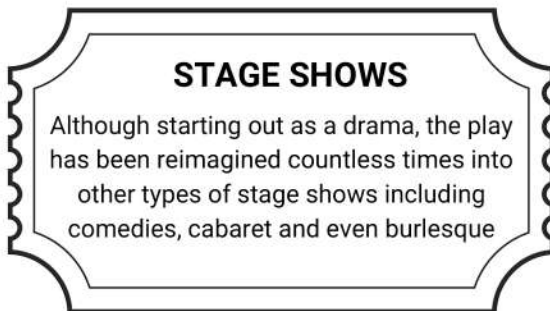 STAGE SHOWS
Although starting out as a drama, the play
has been reimagined countless times into
other types of stage shows including
comedies, cabaret and even burlesque